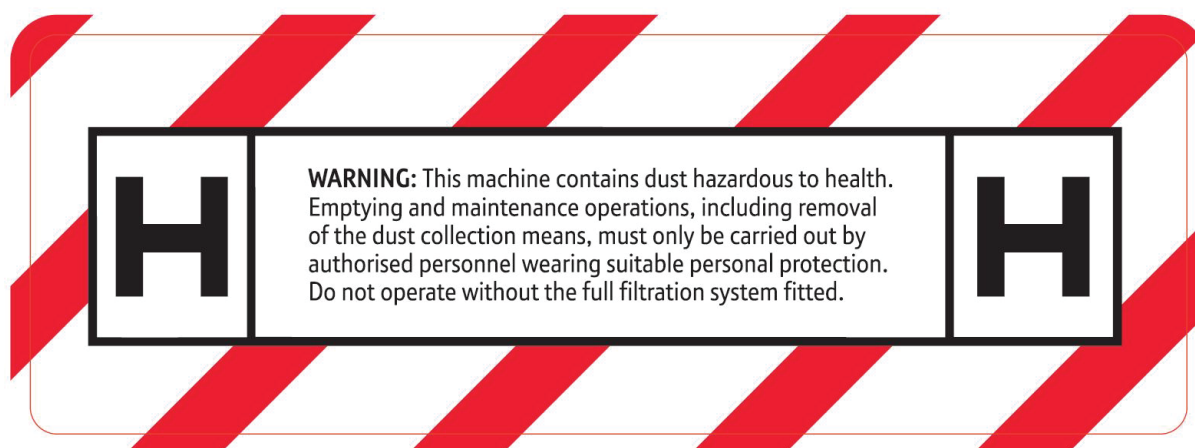 H
WARNING: This machine contains dust hazardous to health.
Emptying and maintenance operations, including removal
of the dust collection means, must only be carried out by
authorised personnel wearing suitable personal protection.
Do not operate without the full filtration system fitted.
H